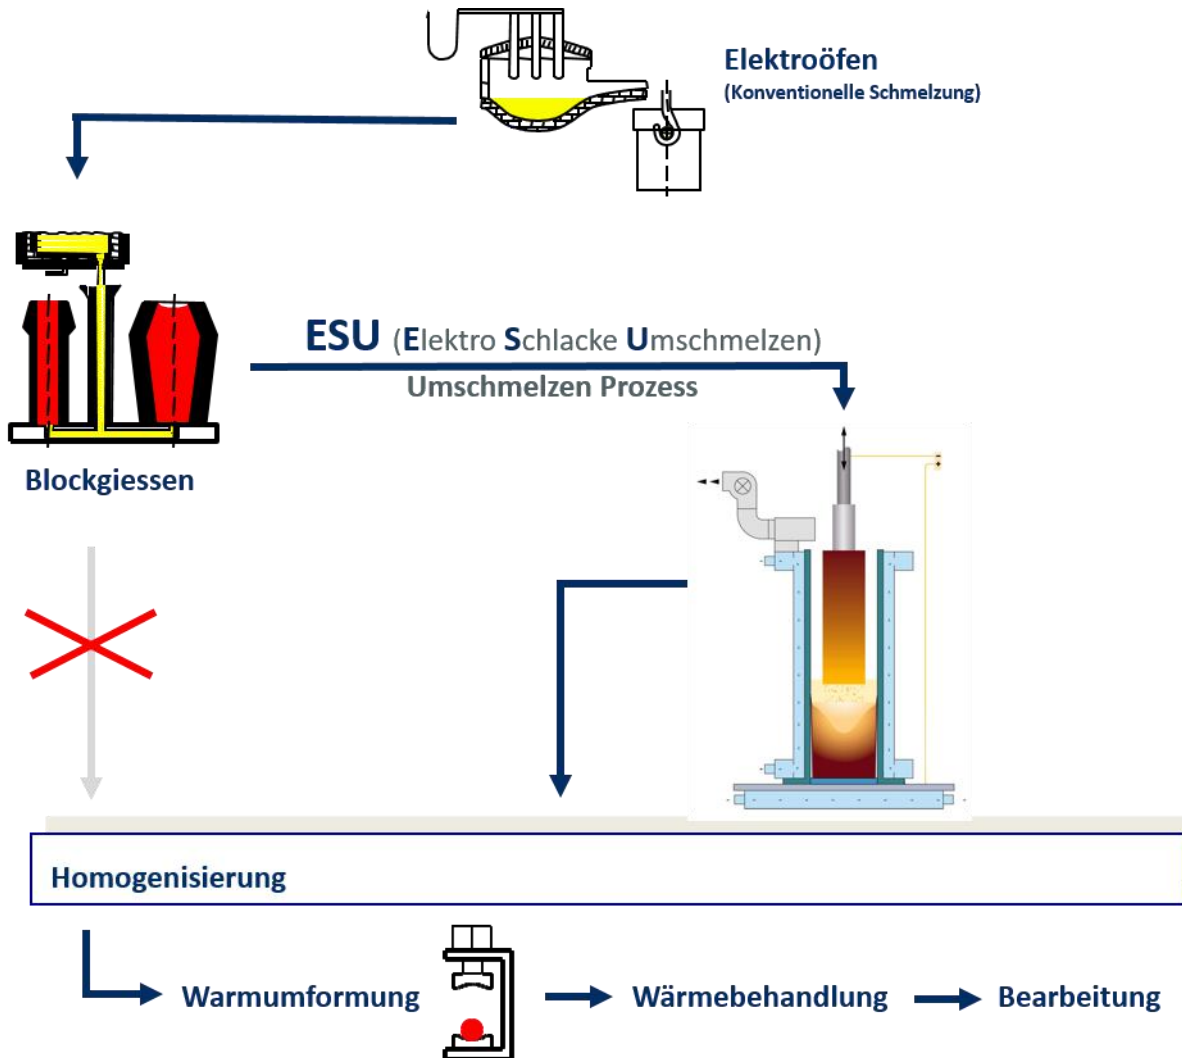 Elektroöfen
(Konventionelle Schmelzung)
ESU (Elektro Schlacke Umschmelzen)
Umschmelzen Prozess
Blockgiessen
Homogenisierung
Warmumformung
Wärmebehandlung
Bearbeitung